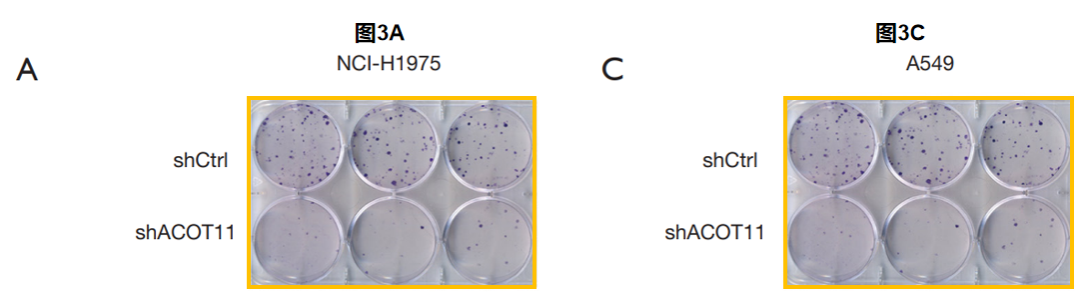 图3A
NCI-H1975
A
shCtrl
shACOT11
图3C
A549
C
shCtrl
shACOT11